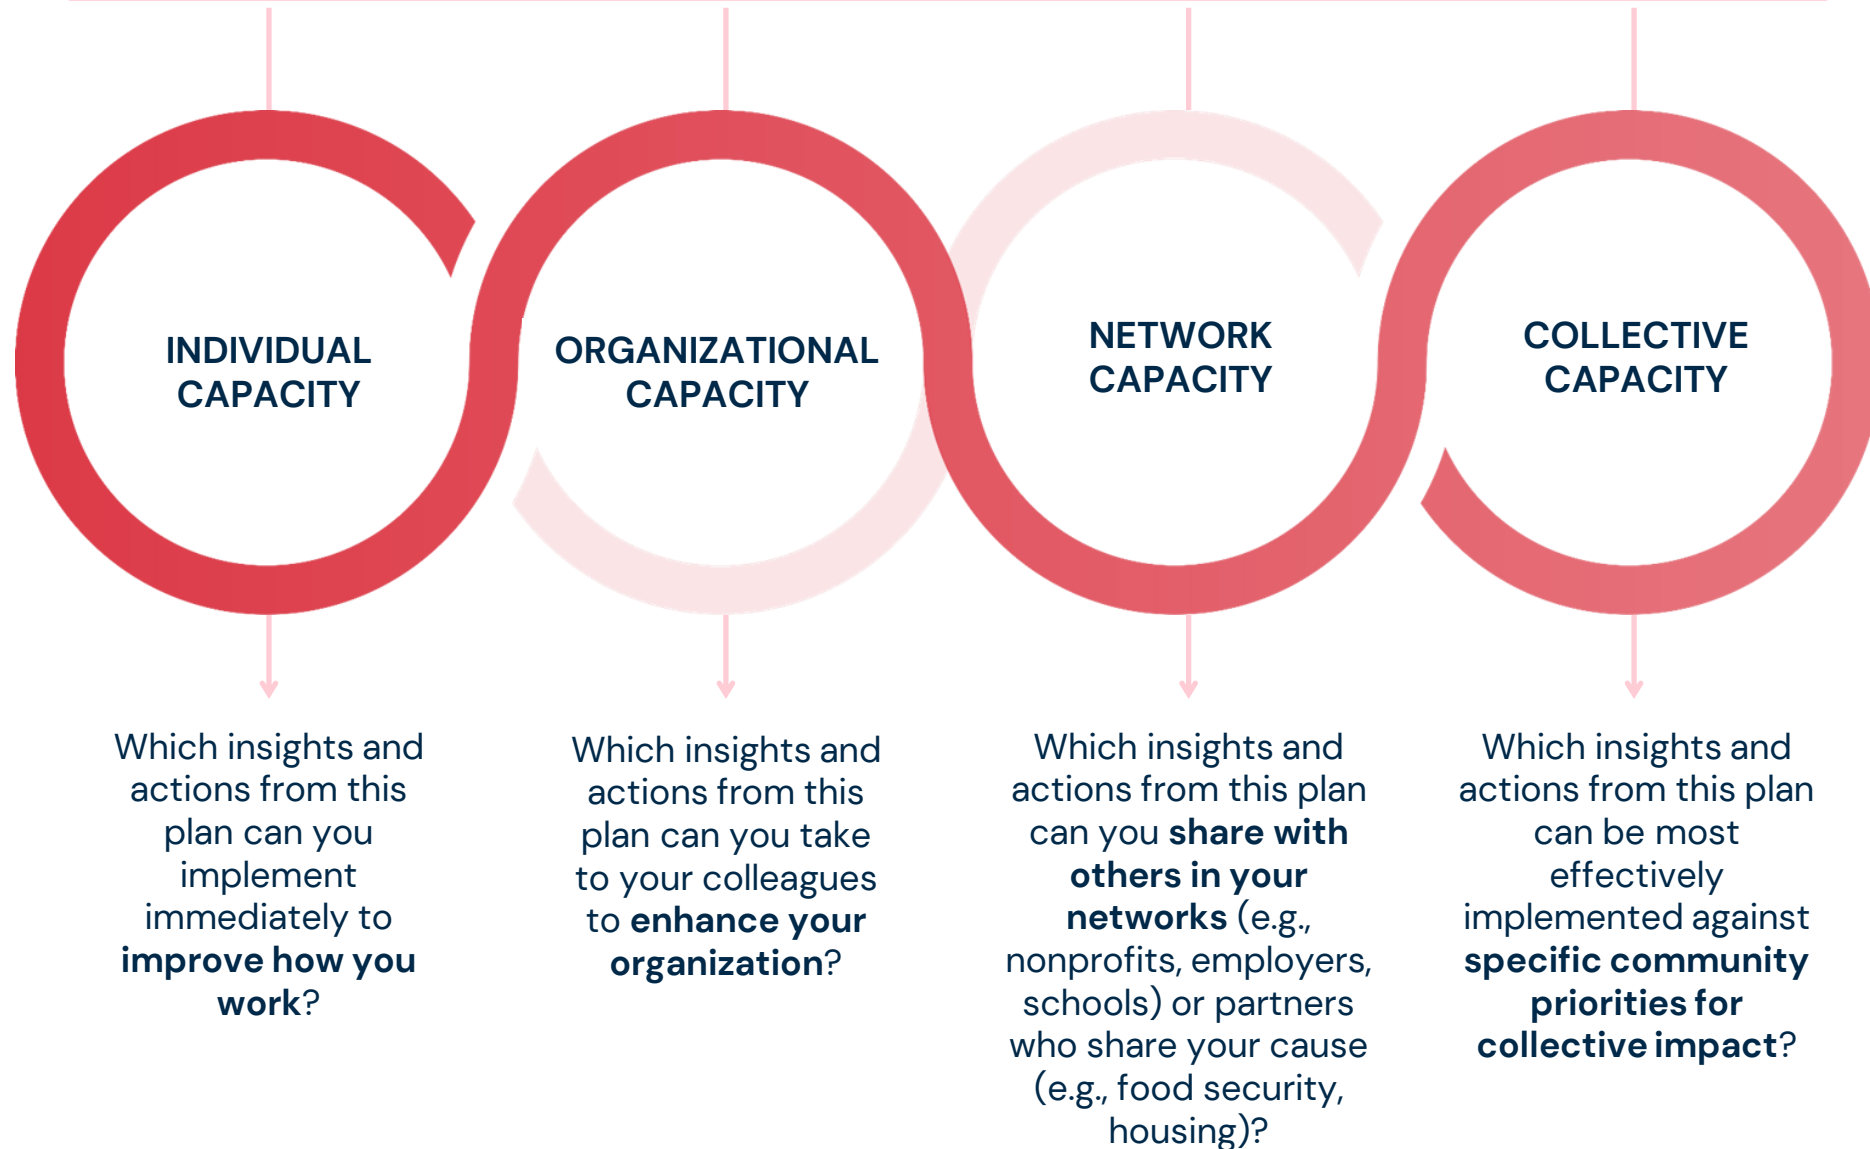 INDIVIDUAL
CAPACITY
ORGANIZATIONAL
CAPACITY
NETWORK
CAPACITY
COLLECTIVE
CAPACITY
Which insights and
actions from this
plan can you
implement
immediately to
improve how you
work?
Which insights and
actions from this
plan can you take
to your colleagues
to enhance your
organization?
Which insights and
actions from this plan
can you share with
others in your
networks (e.g.,
nonprofits, employers,
schools) or partners
who share your cause
(e.g., food security,
housing)?
Which insights and
actions from this plan
can be most
effectively
implemented against
specific community
priorities for
collective impact?